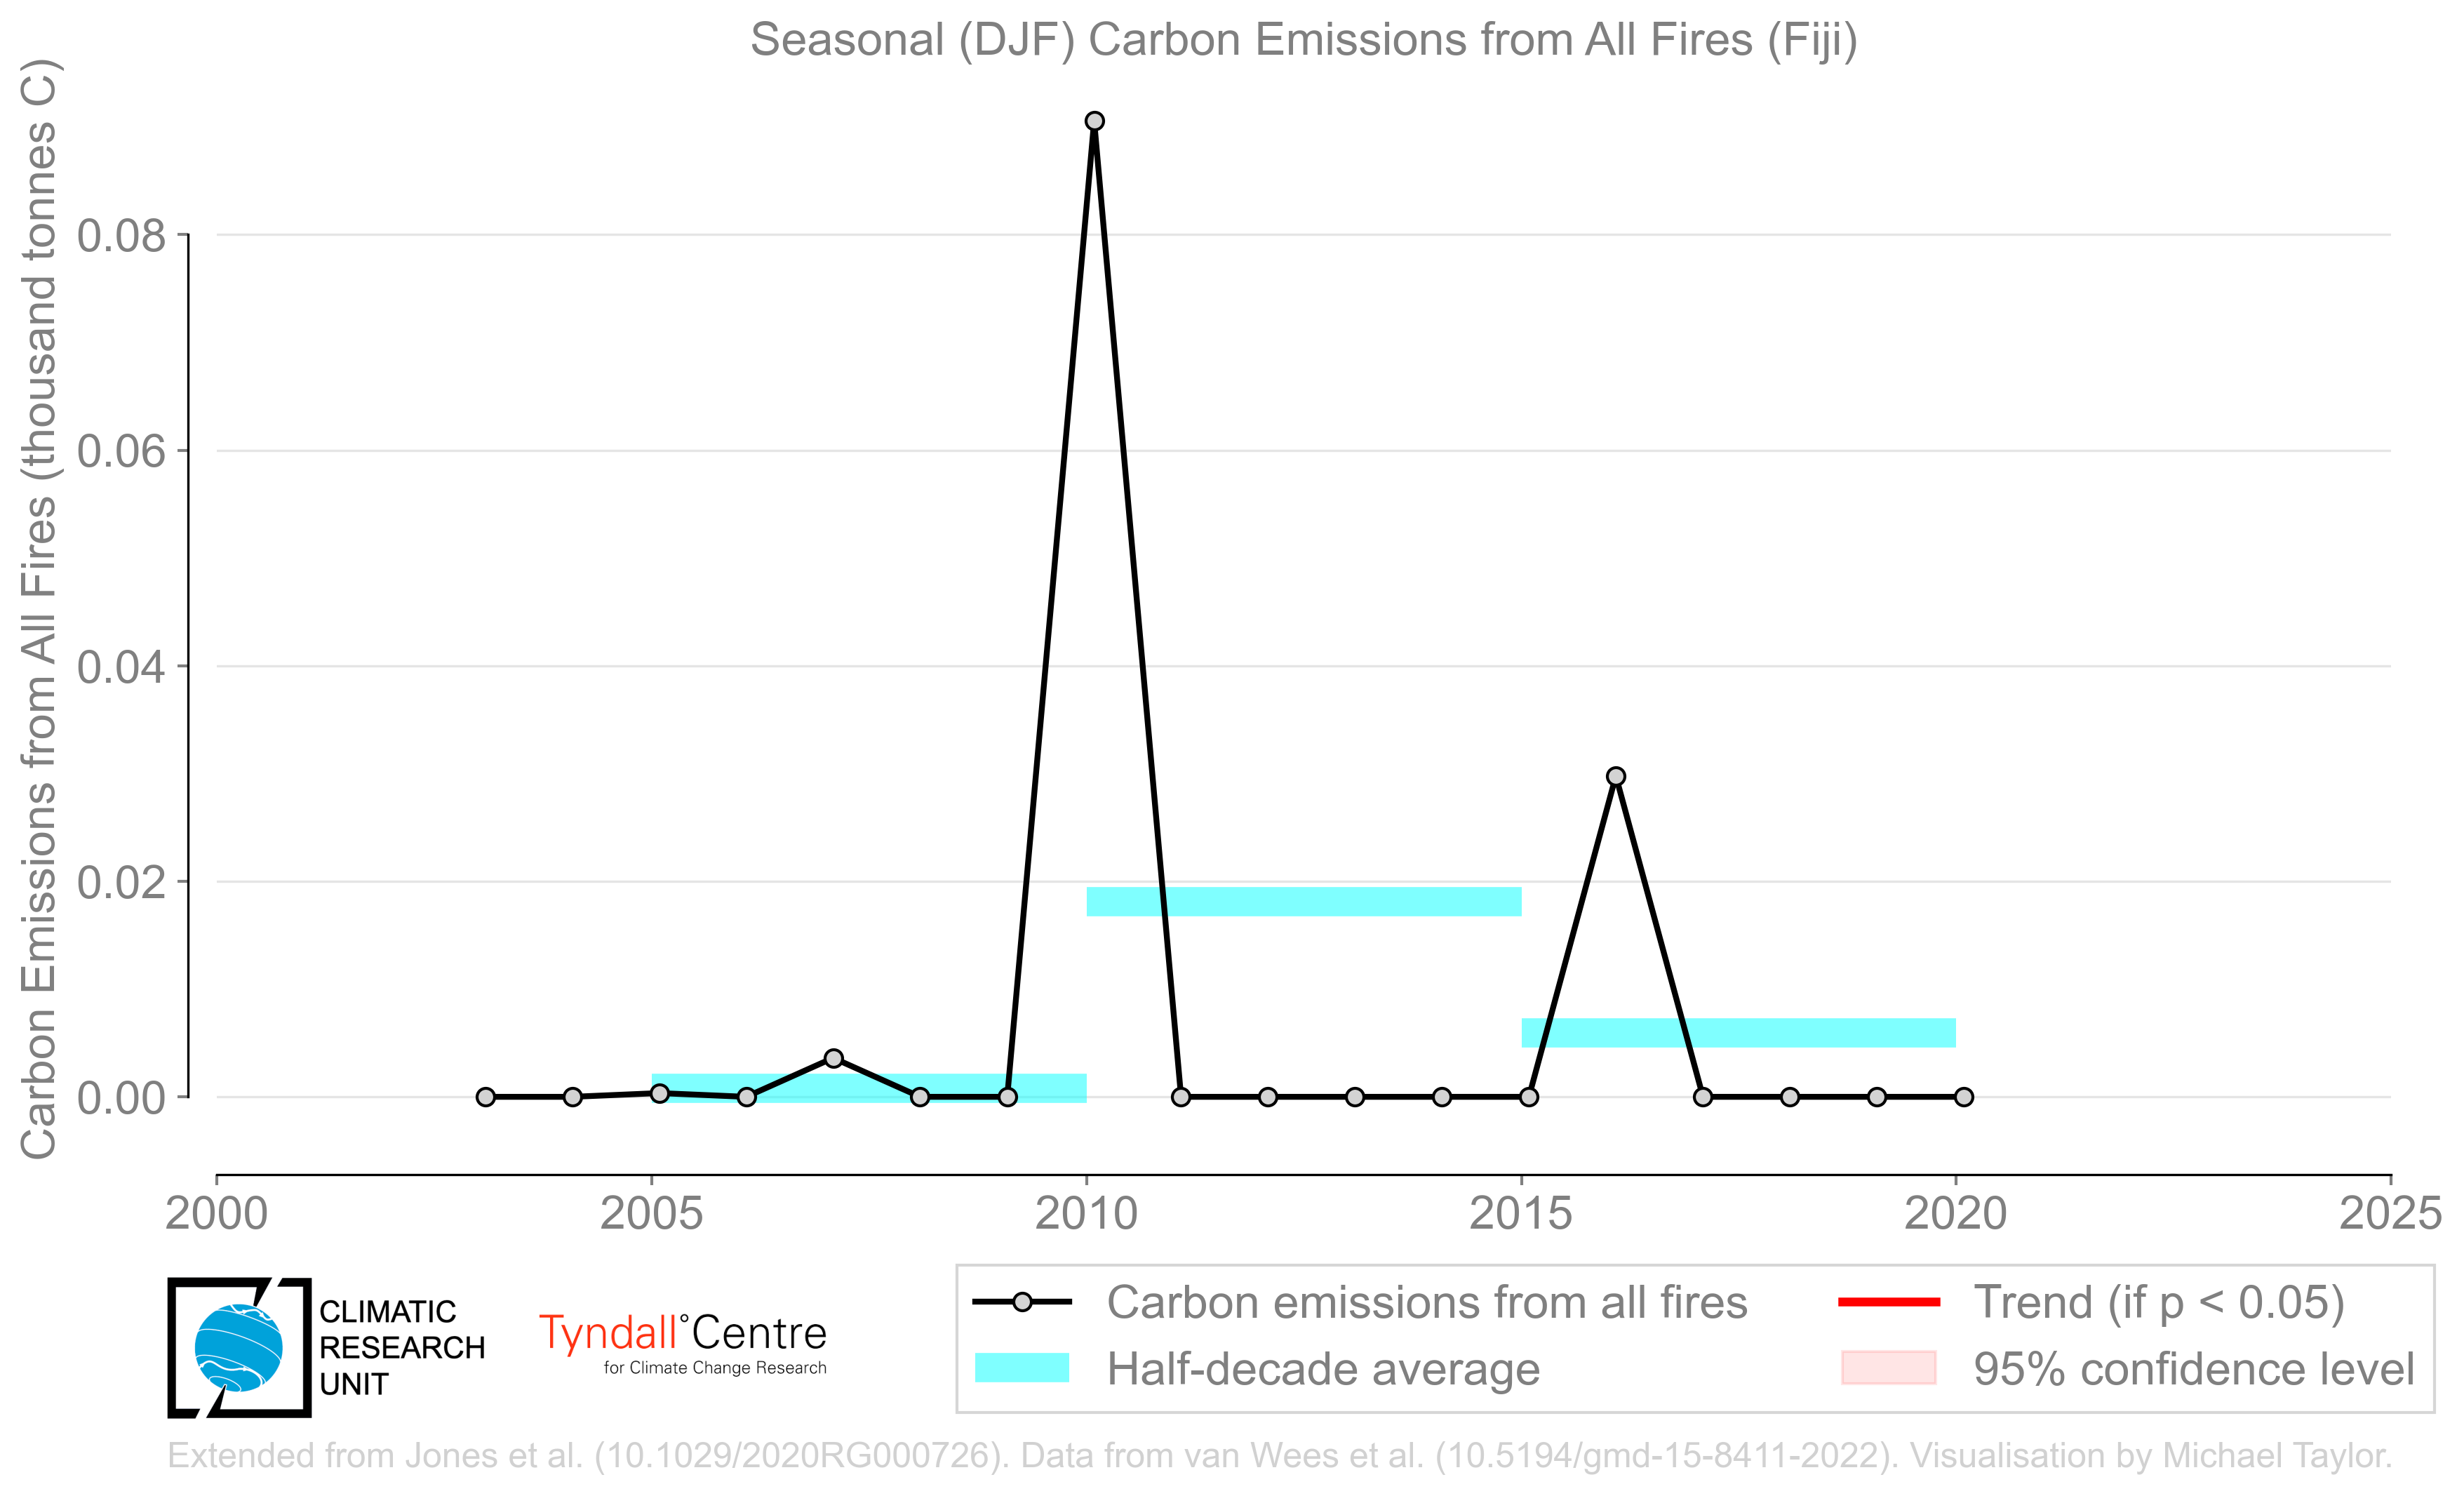 Seasonal (DJF) Carbon Emissions from All Fires (Fiji)
Carbon Emissions from All Fires (thousand tonnes C)
0.08
0.06
0.04
0.02
0.00
2000
2005
2010
2015
2020
2025
CLIMATIC
RESEARCH
UNIT
Tyndall°Centre
for Climate Change Research
Carbon emissions from all fires
Half-decade average
Trend (if p < 0.05)
95% confidence level
Extended from Jones et al. (10.1029/2020RG000726). Data from van Wees et al. (10.5194/gmd-15-8411-2022). Visualisation by Michael Taylor.